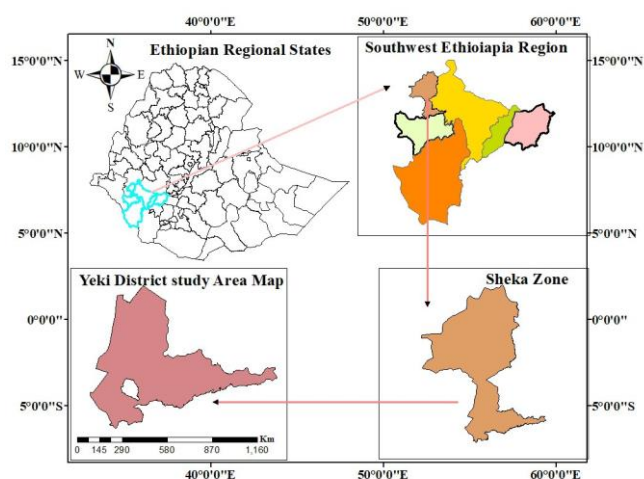 40°0'0"E 50°0'0"E 60°0'0"E
15°0'0"N
N
W E
S
Ethiopian Regional States
Southwest Ethioiapia Region
15°0'0"N
10°0'0"N
10°0'0"N
5°0'0"N
5°0'0"N
Yeki District study Area Map
Sheka Zone
0°0'0"
0°0'0"
5°0'0"S
5°0'0"S
Km
0 145 290 580 870 1,160
40°0'0"E 50°0'0"E 60°0'0"E